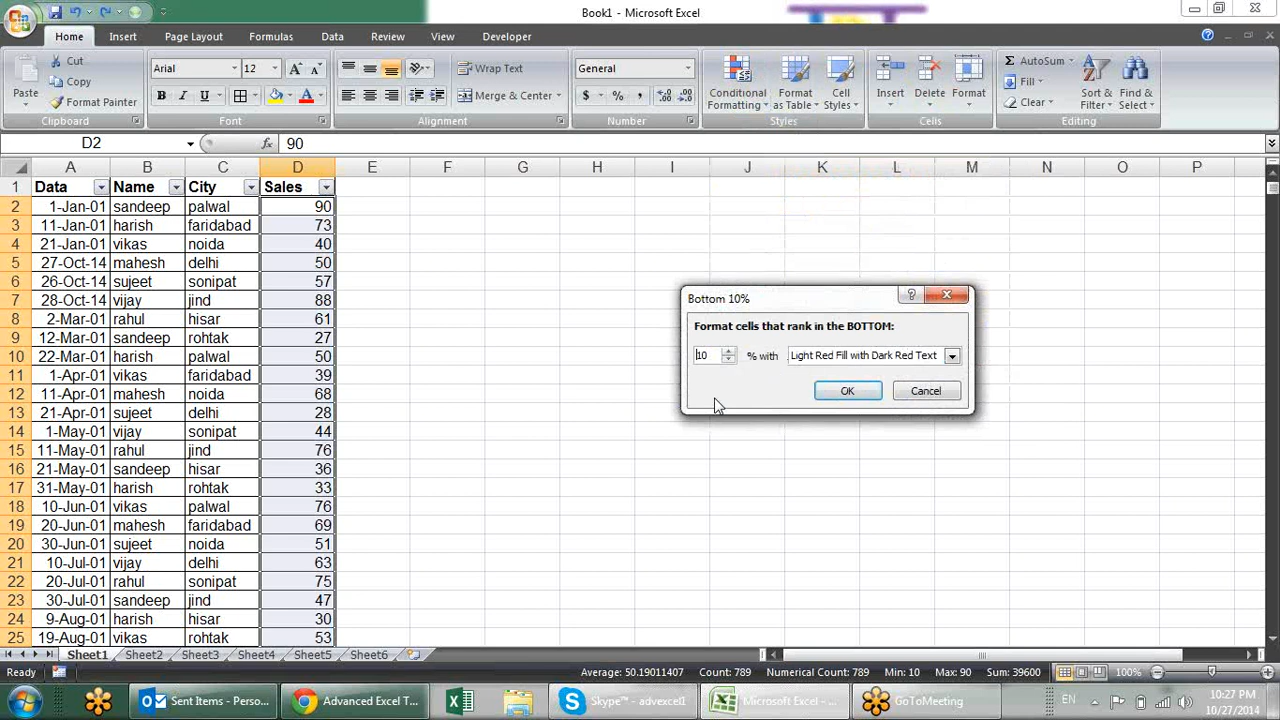 Book1 - Microsoft Excel
Home Insert Page Layout Formulas Data Review View Developer
Paste Cut Copy Format Painter
Clipboard
Arial 12
B I U
Font
Wrap Text
Merge & Center
Alignment
General
$ % ,
Number
Conditional Formatting Format as Table Cell Styles
Styles
Insert Delete Format
Cells
AutoSum Fill Clear Sort & Filter Find & Select
Editing
D2 fx 90
A B C D E F G H I J K L M N O P
1 Data Name City Sales
2 1-Jan-01 sandeep palwal 90
3 11-Jan-01 harish faridabad 73
4 21-Jan-01 vikas noida 40
5 27-Oct-14 mahesh delhi 50
6 26-Oct-14 sujeet sonipat 57
7 28-Oct-14 vijay jind 88
8 2-Mar-01 rahul hisar 61
9 12-Mar-01 sandeep rohtak 27
10 22-Mar-01 harish palwal 50
11 1-Apr-01 vikas faridabad 39
12 11-Apr-01 mahesh noida 68
13 21-Apr-01 sujeet delhi 28
14 1-May-01 vijay sonipat 44
15 11-May-01 rahul jind 76
16 21-May-01 sandeep hisar 36
17 31-May-01 harish rohtak 33
18 10-Jun-01 vikas palwal 76
19 20-Jun-01 mahesh faridabad 69
20 30-Jun-01 sujeet noida 51
21 10-Jul-01 vijay delhi 63
22 20-Jul-01 rahul sonipat 75
23 30-Jul-01 sandeep jind 47
24 9-Aug-01 harish hisar 30
25 19-Aug-01 vikas rohtak 53
Bottom 10%
Format cells that rank in the BOTTOM:
10 % with Light Red Fill with Dark Red Text
OK Cancel
Sheet1 Sheet2 Sheet3 Sheet4 Sheet5 Sheet6
Ready Average: 50.19011407 Count: 789 Numerical Count: 789 Min: 10 Max: 90 Sum: 39600 100%
Sent Items - Perso... Advanced Excel T... Skype™ - advexcel1 Microsoft Excel - ... GoToMeeting EN 10:27 PM
10/27/2014